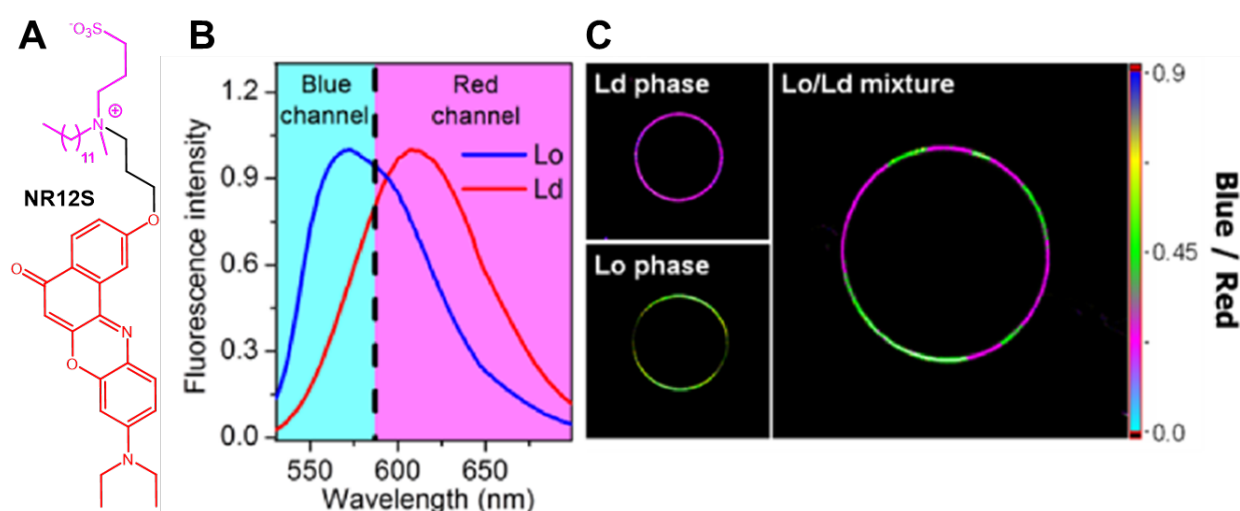 A
⁻O₃S
N
⊕
11
NR12S
O
O
N
O
N
B
Blue
channel
Red
channel
Lo
Ld
1.2
0.9
0.6
0.3
0.0
Fluorescence intensity
550
600
650
Wavelength (nm)
C
Ld phase
Lo phase
Lo/Ld mixture
0.9
0.45
0.0
Blue / Red